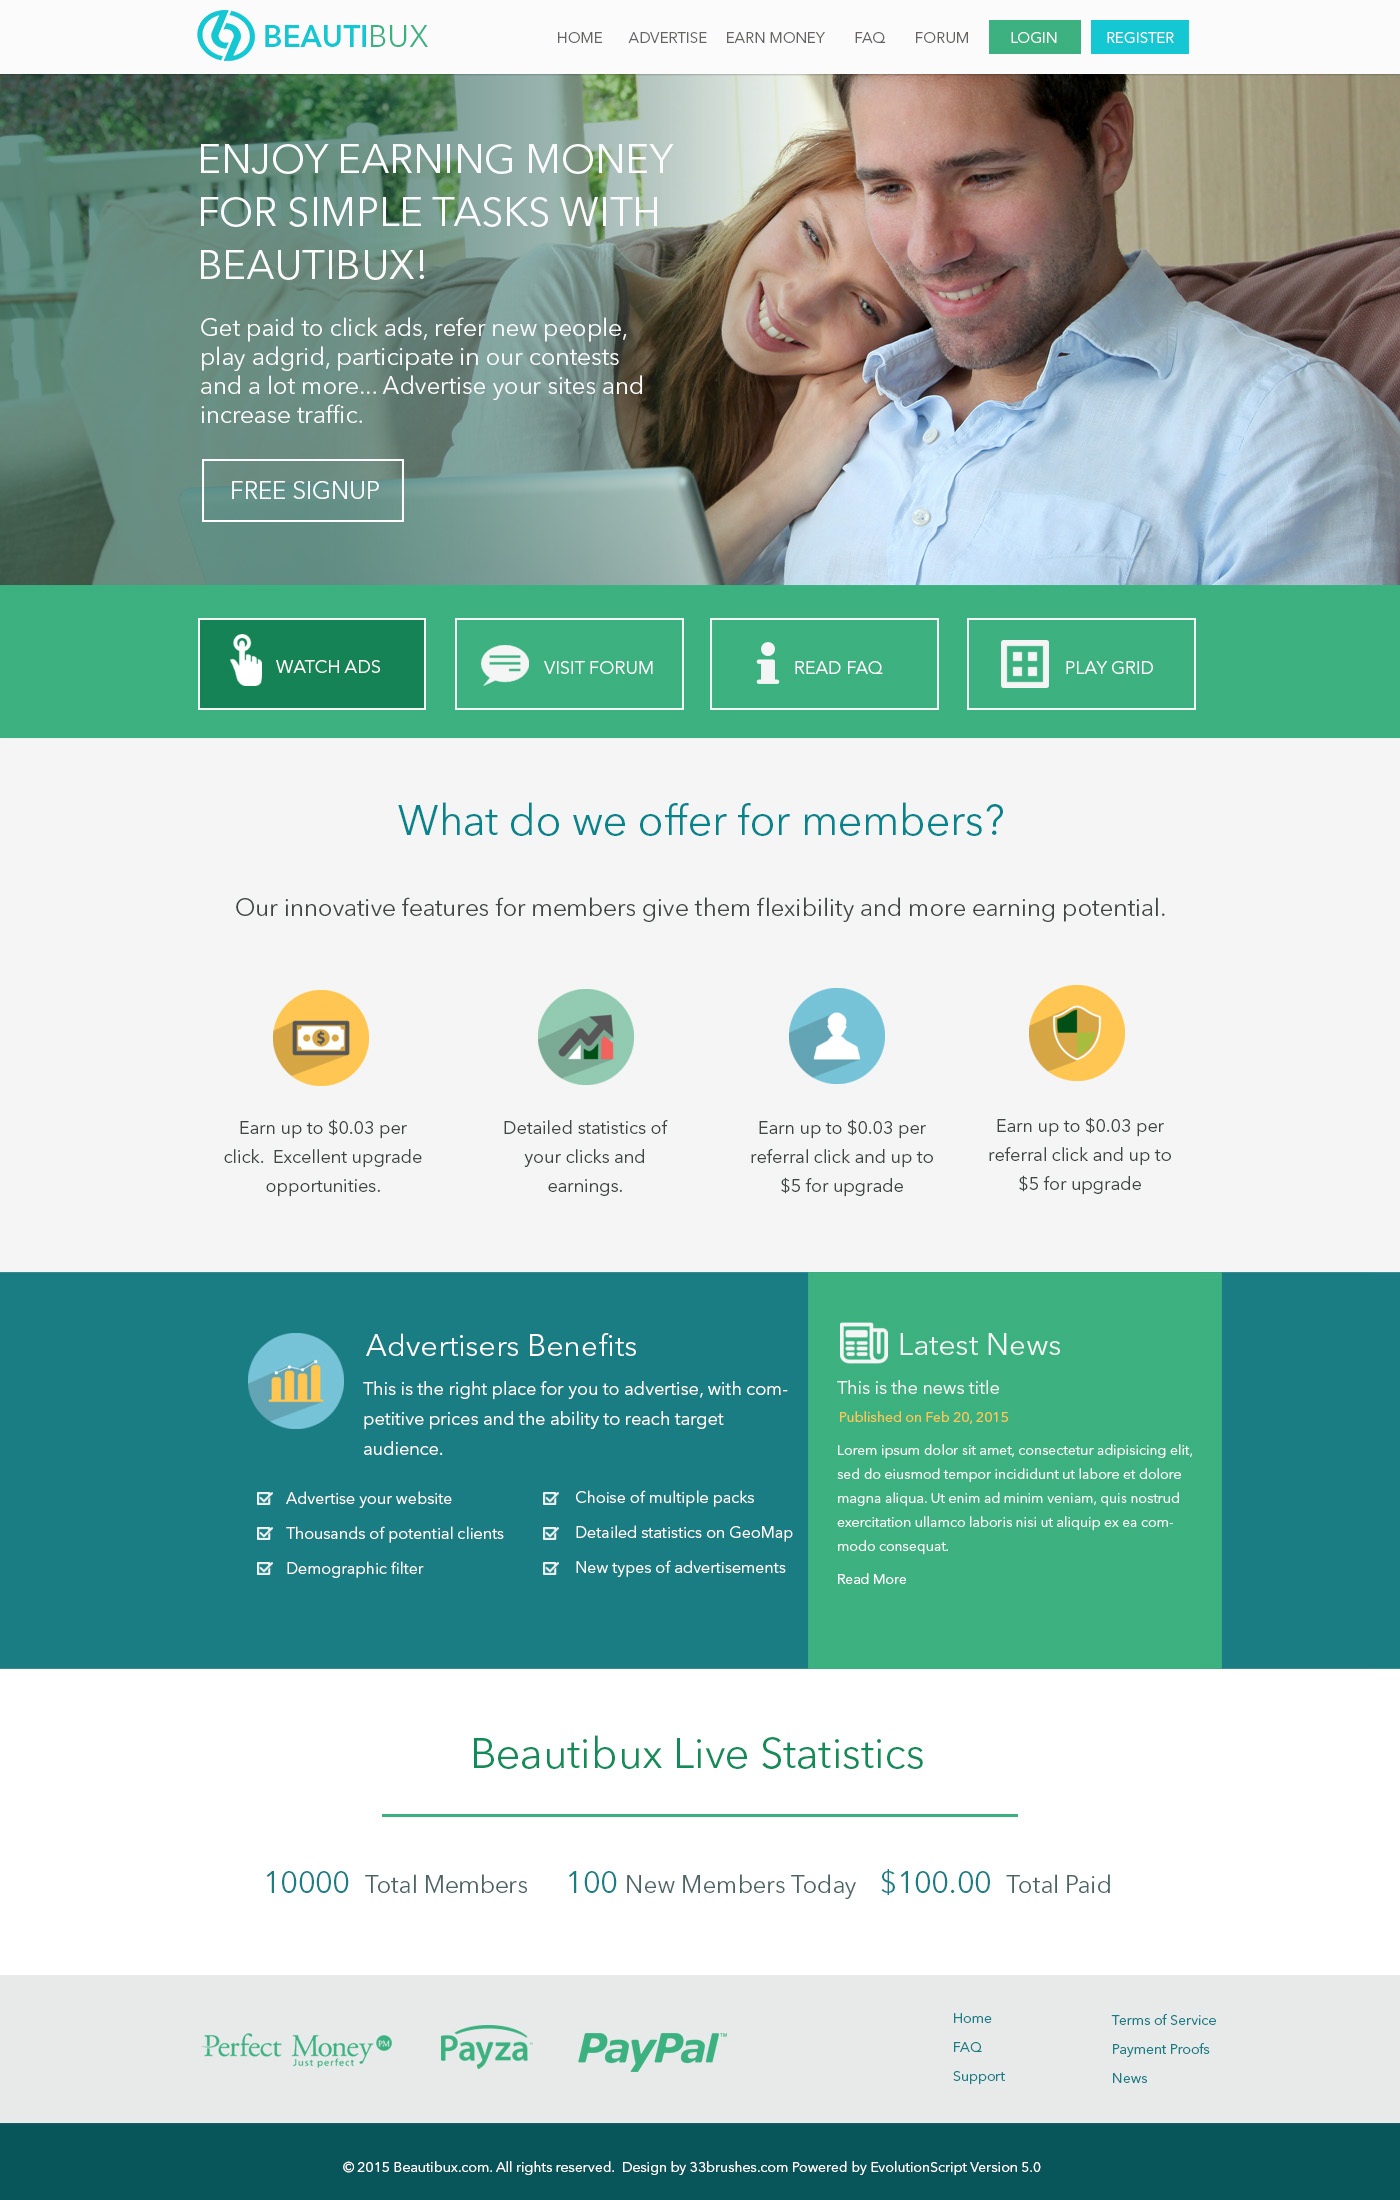 BEAUTIBUX
HOME ADVERTISE EARN MONEY FAQ FORUM LOGIN REGISTER
ENJOY EARNING MONEY
FOR SIMPLE TASKS WITH
BEAUTIBUX!
Get paid to click ads, refer new people,
play adgrid, participate in our contests
and a lot more... Advertise your sites and
increase traffic.
FREE SIGNUP
WATCH ADS
VISIT FORUM
READ FAQ
PLAY GRID
What do we offer for members?
Our innovative features for members give them flexibility and more earning potential.
$
Earn up to $0.03 per
click. Excellent upgrade
opportunities.
Detailed statistics of
your clicks and
earnings.
Earn up to $0.03 per
referral click and up to
$5 for upgrade
Earn up to $0.03 per
referral click and up to
$5 for upgrade
Advertisers Benefits
This is the right place for you to advertise, with com-
petitive prices and the ability to reach target
audience.
Advertise your website
Thousands of potential clients
Demographic filter
Choise of multiple packs
Detailed statistics on GeoMap
New types of advertisements
Latest News
This is the news title
Published on Feb 20, 2015
Lorem ipsum dolor sit amet, consectetur adipisicing elit,
sed do eiusmod tempor incididunt ut labore et dolore
magna aliqua. Ut enim ad minim veniam, quis nostrud
exercitation ullamco laboris nisi ut aliquip ex ea com-
modo consequat.
Read More
Beautibux Live Statistics
10000 Total Members 100 New Members Today $100.00 Total Paid
Perfect Money PM
Just perfect
Payza
PayPal™
Home
FAQ
Support
Terms of Service
Payment Proofs
News
© 2015 Beautibux.com. All rights reserved. Design by 33brushes.com Powered by EvolutionScript Version 5.0